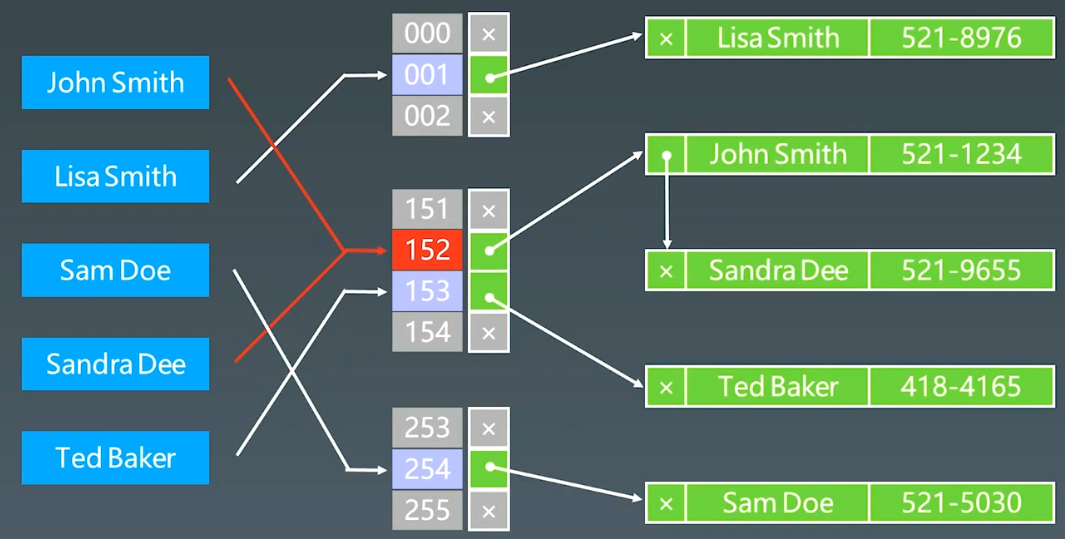 John Smith
Lisa Smith
Sam Doe
Sandra Dee
Ted Baker
000 ×
001
002 ×
151 ×
152
153
154 ×
253 ×
254
255 ×
× Lisa Smith 521-8976
John Smith 521-1234
× Sandra Dee 521-9655
× Ted Baker 418-4165
× Sam Doe 521-5030